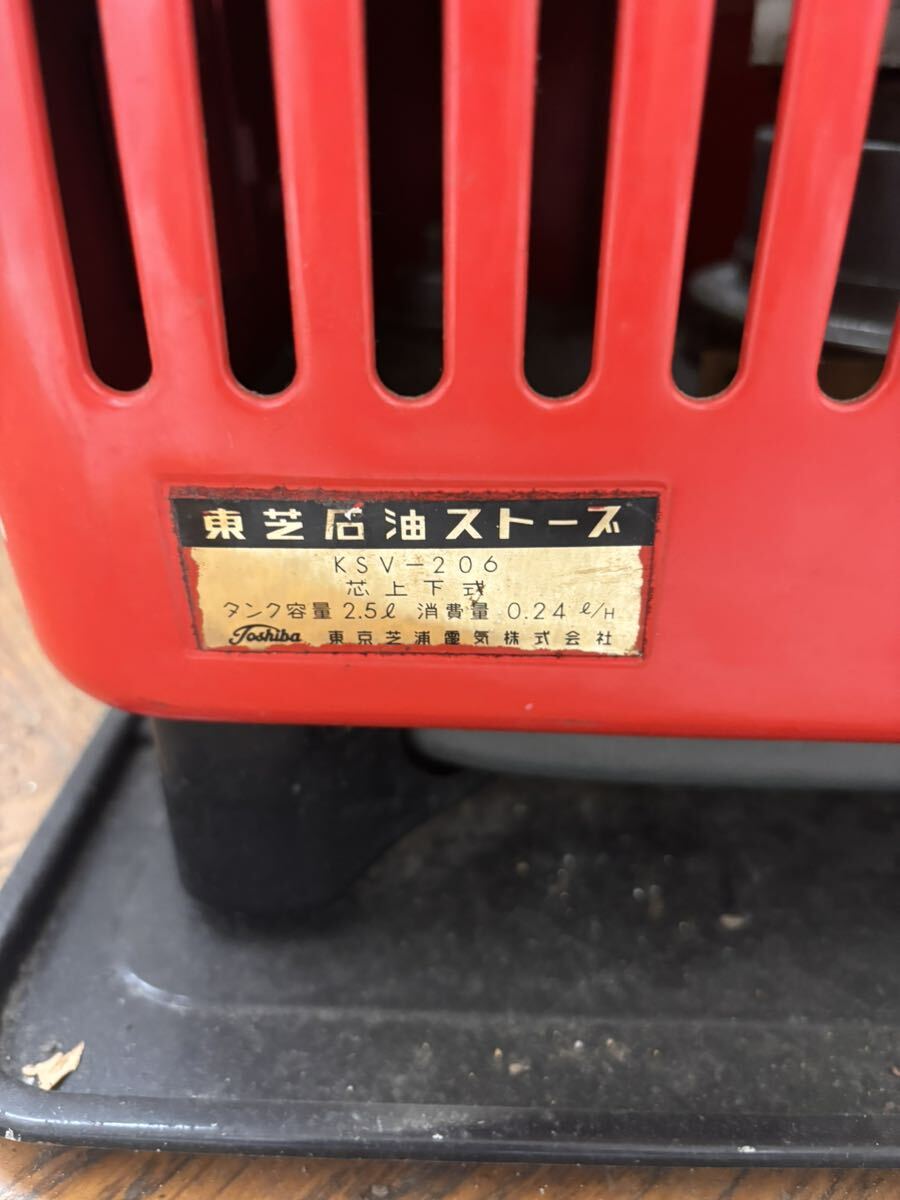 東芝石油ストーブ
KSV-206
芯上下式
タンク容量 2.5ℓ 消費量 0.24 ℓ/H
Toshiba 東京芝浦電気株式会社